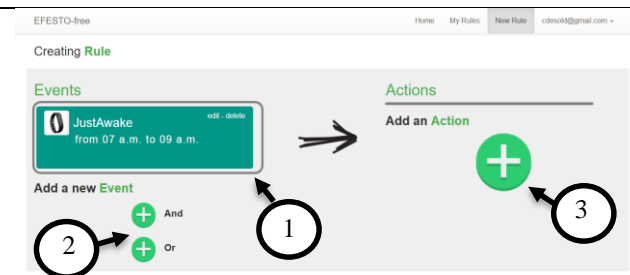 EFESTO-free
Home My Rules New Rule cdesold@gmail.com
Creating Rule
Events
JustAwake
edit - delete
from 07 a.m. to 09 a.m.
Add a new Event
And
Or
Actions
Add an Action
1
2
3